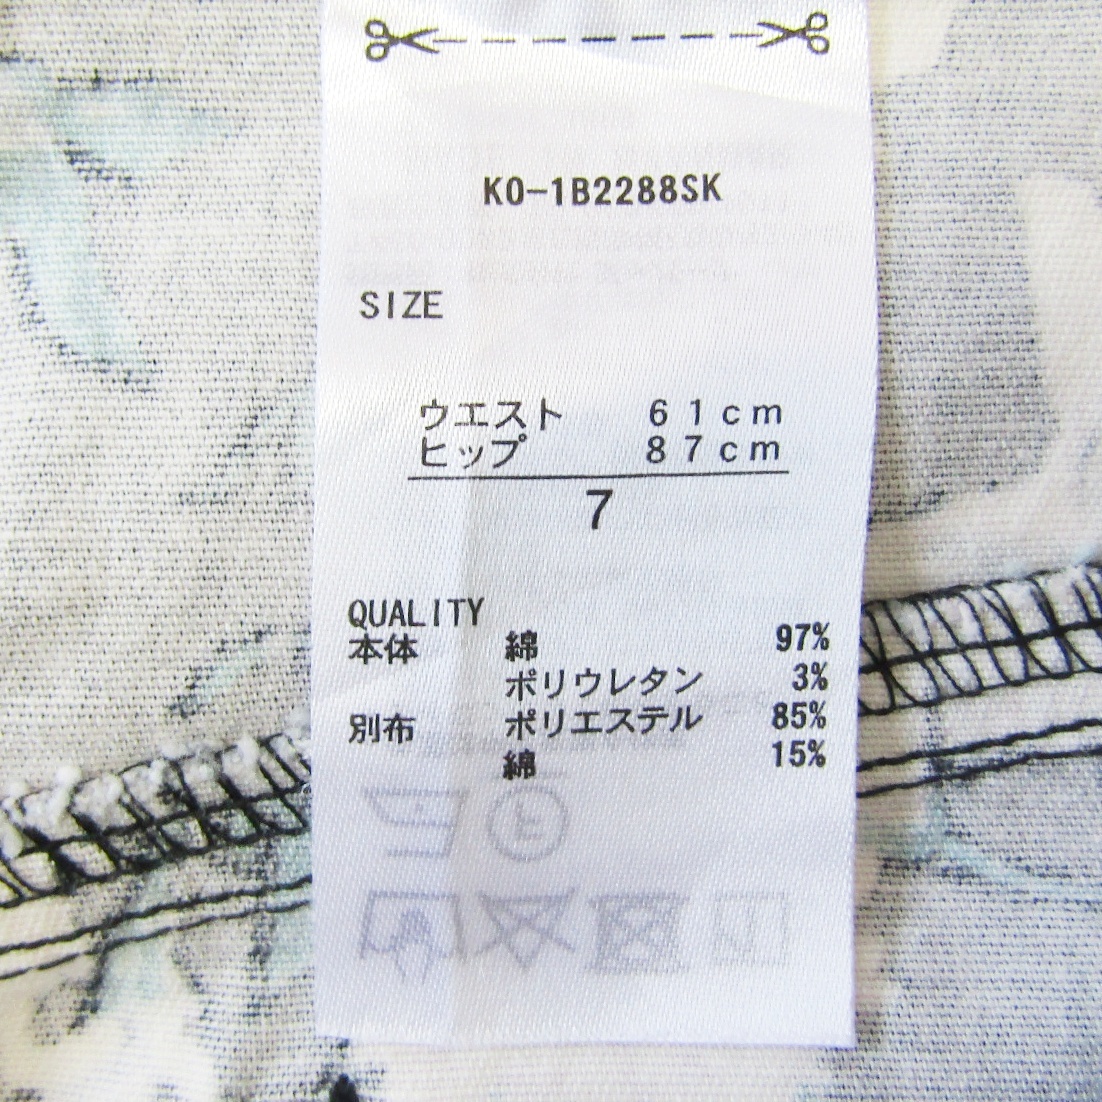 KO-1B2288SK
SIZE
ウエスト 61cm
ヒップ 87cm
7
QUALITY
本体 綿 97%
ポリウレタン 3%
別布 ポリエステル 85%
綿 15%